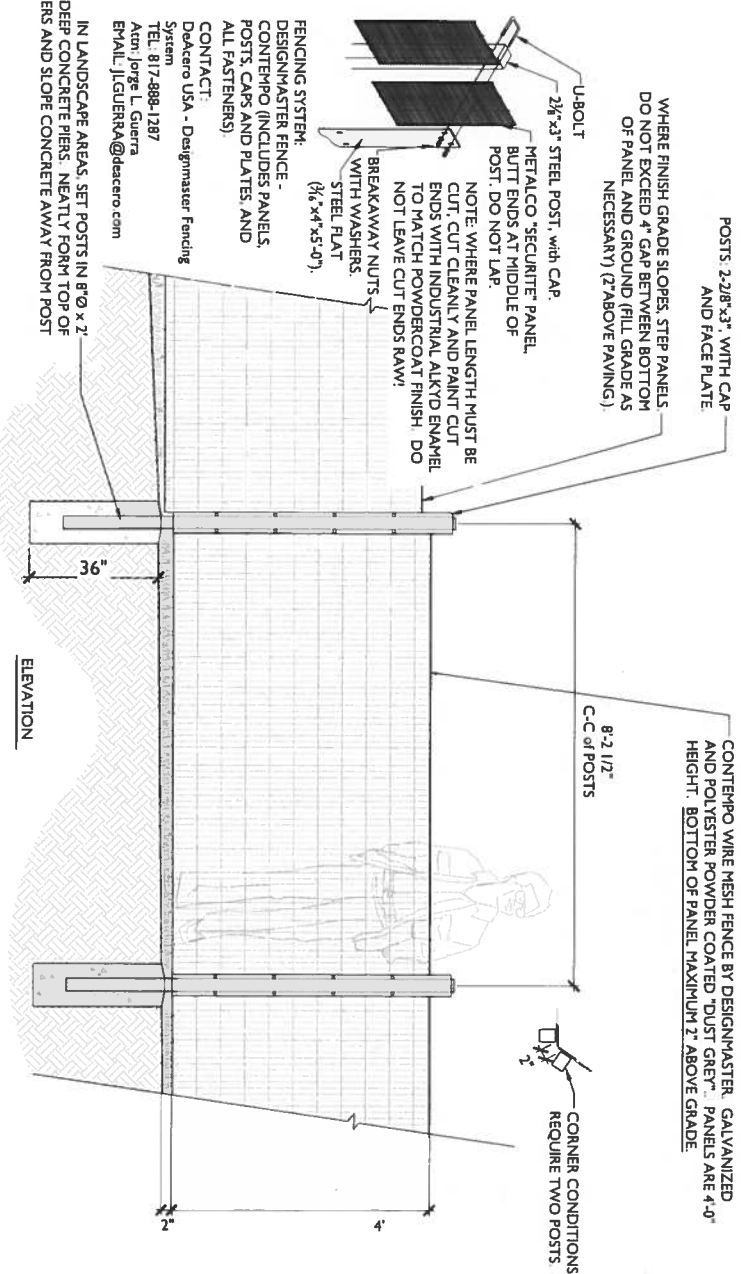 POSTS: 2-2/8"x3", WITH CAP
AND FACE PLATE.
WHERE FINISH GRADE SLOPES, STEP PANELS.
DO NOT EXCEED 4" GAP BETWEEN BOTTOM
OF PANEL AND GROUND (FILL GRADE AS
NECESSARY) (2"ABOVE PAVING).
U-BOLT
2⅜"x3" STEEL POST, with CAP.
METALCO "SECURITE" PANEL,
BUTT ENDS AT MIDDLE OF
POST. DO NOT LAP.
NOTE: WHERE PANEL LENGTH MUST BE
CUT, CUT CLEANLY AND PAINT CUT
ENDS WITH INDUSTRIAL ALKYD ENAMEL
TO MATCH POWDERCOAT FINISH. DO
NOT LEAVE CUT ENDS RAW!
BREAKAWAY NUTS
WITH WASHERS.
STEEL FLAT
(3/16"x4"x5'-0").
FENCING SYSTEM:
DESIGNMASTER FENCE -
CONTEMPO (INCLUDES PANELS,
POSTS, CAPS AND PLATES, AND
ALL FASTENERS).
CONTACT:
DeAcero USA - Designmaster Fencing
System
TEL: 817-888-1287
Attn: Jorge L. Guerra
EMAIL: JLGUERRA@deacero.com
IN LANDSCAPE AREAS, SET POSTS IN 8"Ø x 2'
DEEP CONCRETE PIERS. NEATLY FORM TOP OF
ERS AND SLOPE CONCRETE AWAY FROM POST
CONTEMPO WIRE MESH FENCE BY DESIGNMASTER. GALVANIZED
AND POLYESTER POWDER COATED "DUST GREY". PANELS ARE 4'-0"
HEIGHT. BOTTOM OF PANEL MAXIMUM 2" ABOVE GRADE.
8'-2 1/2"
C-C of POSTS
2"
CORNER CONDITIONS
REQUIRE TWO POSTS.
36"
2"
4'
ELEVATION